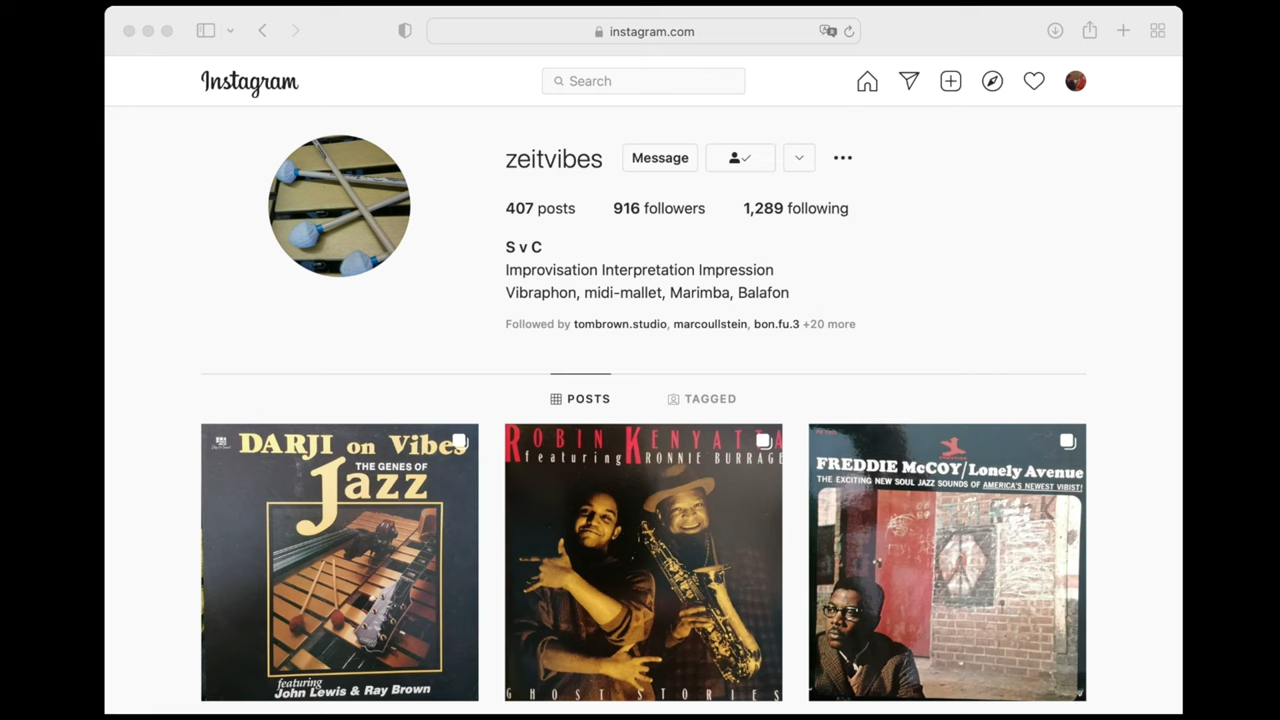 instagram.com
Instagram
Search
zeitvibes
Message
407 posts
916 followers
1,289 following
S v C
Improvisation Interpretation Impression
Vibraphon, midi-mallet, Marimba, Balafon
Followed by tombrown.studio, marcoullstein, bon.fu.3 +20 more
POSTS
TAGGED
DARJI on Vibes
THE GENES OF
Jazz
featuring
John Lewis & Ray Brown
ROBIN KENYATTA
featuring RONNIE BURRAGE
GHOST STORIES
FREDDIE McCOY/Lonely Avenue
THE EXCITING NEW SOUL JAZZ SOUNDS OF AMERICA'S NEWEST VIBIST!